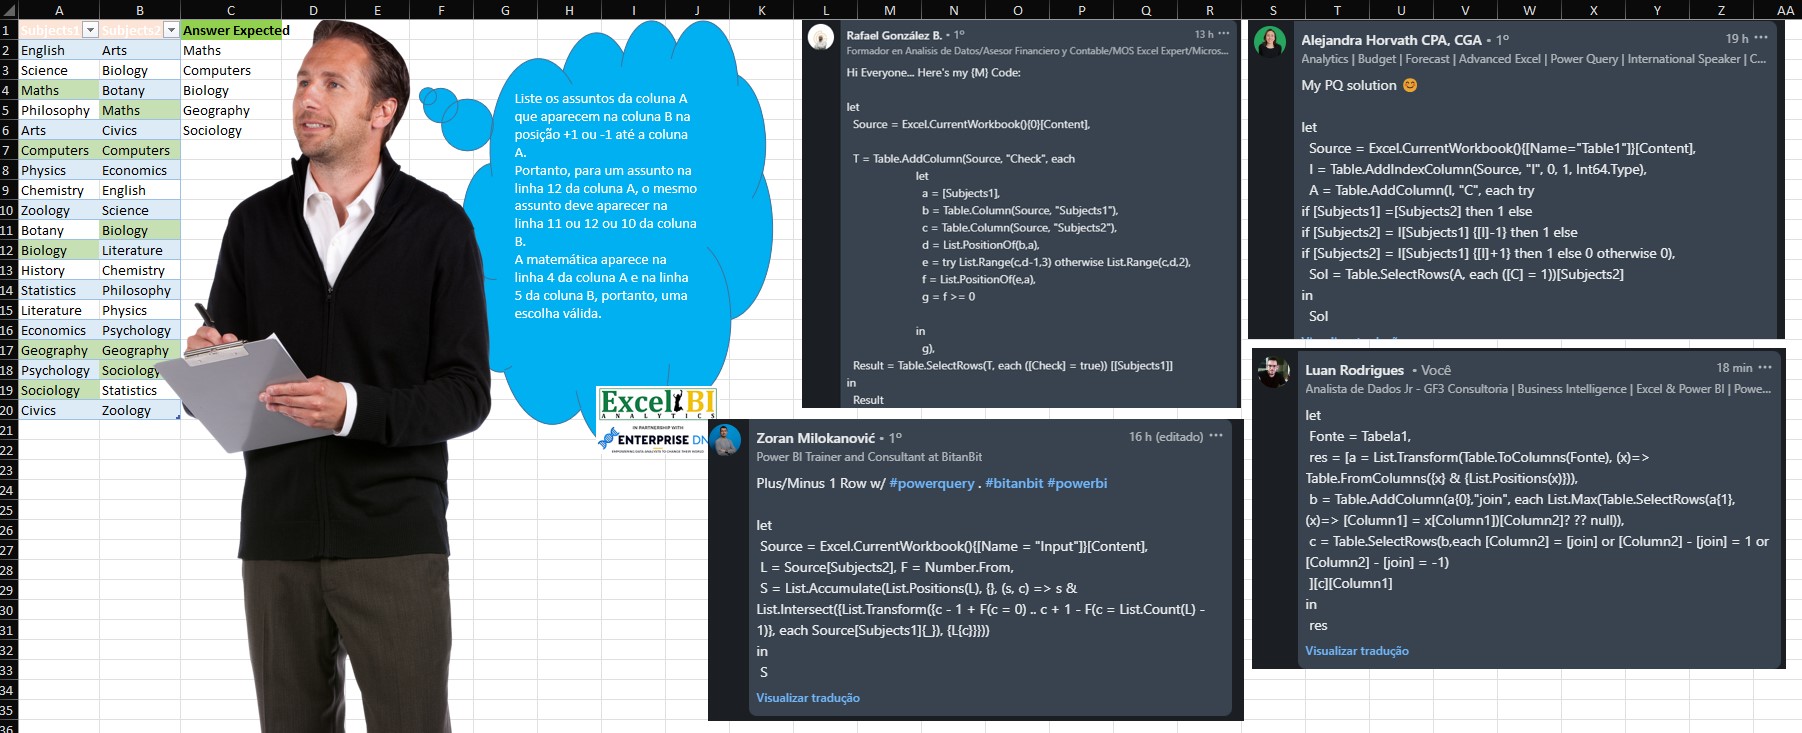 A B C D E F G H I J K L M N O P Q R S T U V W X Y Z AA
1 Subjects1 Subjects2 Answer Expected
2 English Arts Maths
3 Science Biology Computers
4 Maths Botany Biology
5 Philosophy Maths Geography
6 Arts Civics Sociology
7 Computers Computers
8 Physics Economics
9 Chemistry English
10 Zoology Science
11 Botany Biology
12 Biology Literature
13 History Chemistry
14 Statistics Philosophy
15 Literature Physics
16 Economics Psychology
17 Geography Geography
18 Psychology Sociology
19 Sociology Statistics
20 Civics Zoology
21
22
23
24
25
26
27
28
29
30
31
32
33
34
35
36
Liste os assuntos da coluna A
que aparecem na coluna B na
posição +1 ou -1 até a coluna
A.
Portanto, para um assunto na
linha 12 da coluna A, o mesmo
assunto deve aparecer na
linha 11 ou 12 ou 10 da coluna
B.
A matemática aparece na
linha 4 da coluna A e na linha
5 da coluna B, portanto, uma
escolha válida.
Excel BI
ANALYTICS
IN PARTNERSHIP WITH
ENTERPRISE DN
Rafael González B. • 1º 13 h •••
Formador en Analisis de Datos/Asesor Financiero y Contable/MOS Excel Expert/Micros...
Hi Everyone... Here's my {M} Code:
let
Source = Excel.CurrentWorkbook(){0}[Content],
T = Table.AddColumn(Source, "Check", each
let
a = [Subjects1],
b = Table.Column(Source, "Subjects1"),
c = Table.Column(Source, "Subjects2"),
d = List.PositionOf(b,a),
e = try List.Range(c,d-1,3) otherwise List.Range(c,d,2),
f = List.PositionOf(e,a),
g = f >= 0
in
g),
Result = Table.SelectRows(T, each ([Check] = true)) [[Subjects1]]
in
Result
Alejandra Horvath CPA, CGA • 1º 19 h •••
Analytics | Budget | Forecast | Advanced Excel | Power Query | International Speaker | C...
My PQ solution 😊
let
Source = Excel.CurrentWorkbook(){[Name="Table1"]}[Content],
I = Table.AddIndexColumn(Source, "I", 0, 1, Int64.Type),
A = Table.AddColumn(I, "C", each try
if [Subjects1] =[Subjects2] then 1 else
if [Subjects2] = I[Subjects1] {[I]-1} then 1 else
if [Subjects2] = I[Subjects1] {[I]+1} then 1 else 0 otherwise 0),
Sol = Table.SelectRows(A, each ([C] = 1))[Subjects2]
in
Sol
Zoran Milokanović • 1º 16 h (editado) •••
Power BI Trainer and Consultant at BitanBit
Plus/Minus 1 Row w/ #powerquery . #bitanbit #powerbi
let
Source = Excel.CurrentWorkbook(){[Name = "Input"]}[Content],
L = Source[Subjects2], F = Number.From,
S = List.Accumulate(List.Positions(L), {}, (s, c) => s &
List.Intersect({List.Transform({c - 1 + F(c = 0) .. c + 1 - F(c = List.Count(L) -
1)}, each Source[Subjects1]{_}), {L{c}}}))
in
S
Visualizar tradução
Luan Rodrigues • Você 18 min •••
Analista de Dados Jr - GF3 Consultoria | Business Intelligence | Excel & Power BI | Powe...
let
Fonte = Tabela1,
res = [a = List.Transform(Table.ToColumns(Fonte), (x)=>
Table.FromColumns({x} & {List.Positions(x)})),
b = Table.AddColumn(a{0},"join", each List.Max(Table.SelectRows(a{1},
(x)=> [Column1] = x[Column1])[Column2]? ?? null)),
c = Table.SelectRows(b,each [Column2] = [join] or [Column2] - [join] = 1 or
[Column2] - [join] = -1)
][c][Column1]
in
res
Visualizar tradução